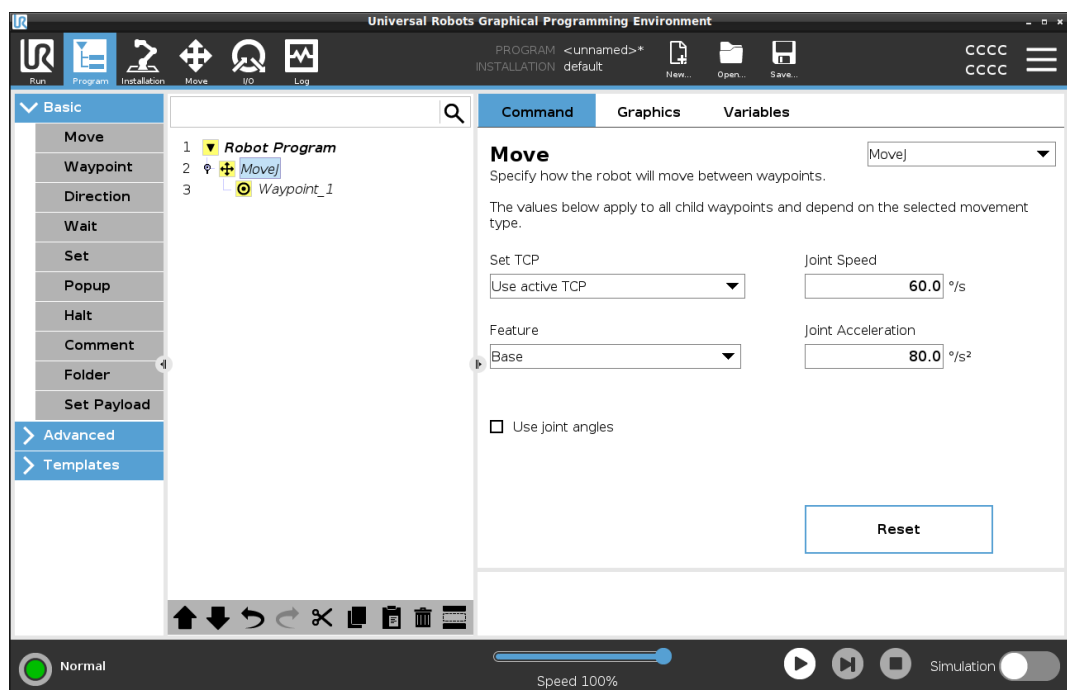 Universal Robots Graphical Programming Environment
UR
Run
Program
Installation
Move
I/O
Log
PROGRAM <unnamed>*
INSTALLATION default
New...
Open...
Save...
cccc
cccc
Basic
Move
Waypoint
Direction
Wait
Set
Popup
Halt
Comment
Folder
Set Payload
Advanced
Templates
1 Robot Program
2 MoveJ
3 Waypoint_1
Command Graphics Variables
Move
MoveJ
Specify how the robot will move between waypoints.
The values below apply to all child waypoints and depend on the selected movement
type.
Set TCP
Use active TCP
Joint Speed
60.0 °/s
Feature
Base
Joint Acceleration
80.0 °/s²
Use joint angles
Reset
Normal
Speed 100%
Simulation